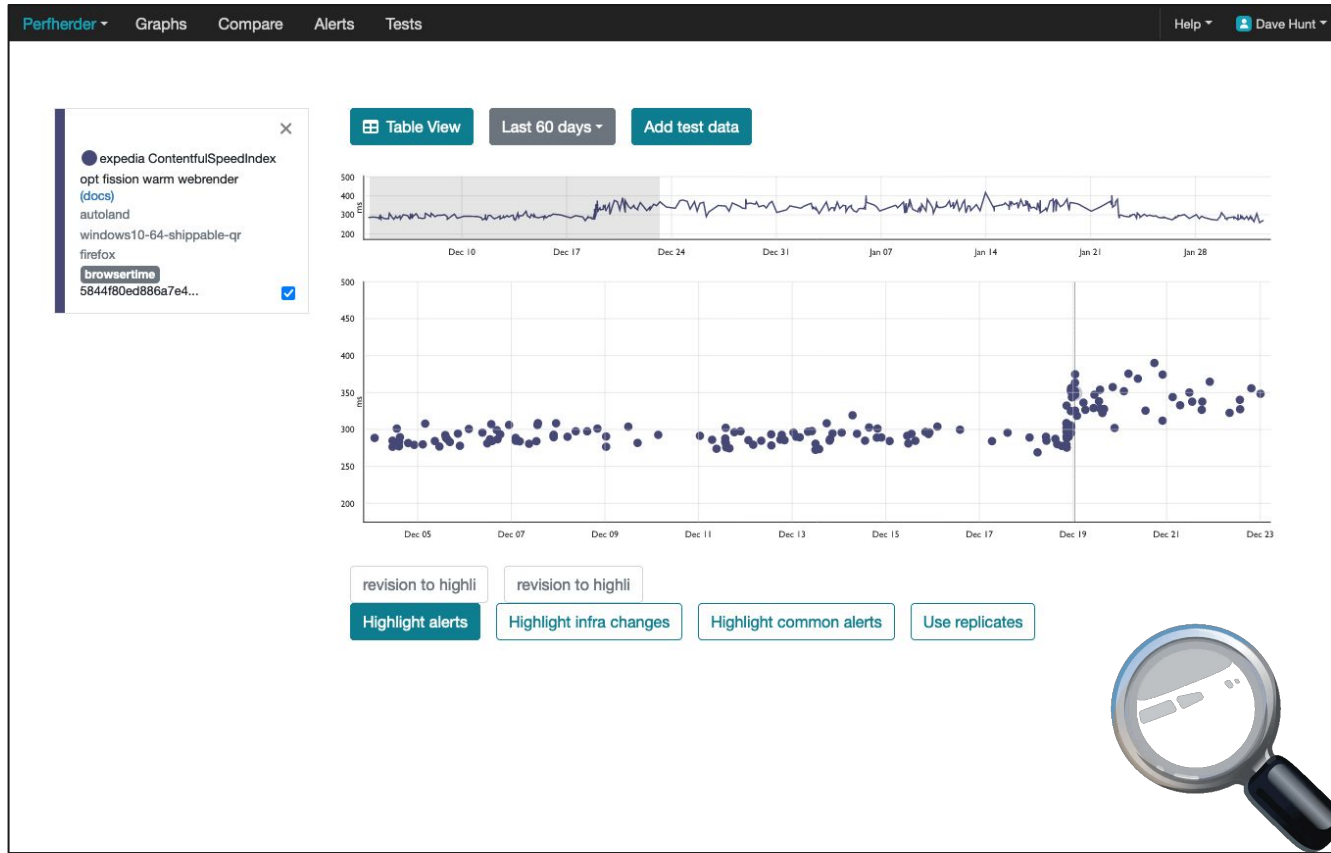 Perfherder Graphs Compare Alerts Tests Help Dave Hunt
expedia ContentfulSpeedIndex
opt fission warm webrender
(docs)
autoland
windows10-64-shippable-qr
firefox
browsertime
5844f80ed886a7e4...
Table View Last 60 days Add test data
500
400
300
200
ms
Dec 10 Dec 17 Dec 24 Dec 31 Jan 07 Jan 14 Jan 21 Jan 28
500
450
400
350
300
250
200
ms
Dec 05 Dec 07 Dec 09 Dec 11 Dec 13 Dec 15 Dec 17 Dec 19 Dec 21 Dec 23
revision to highli revision to highli
Highlight alerts Highlight infra changes Highlight common alerts Use replicates